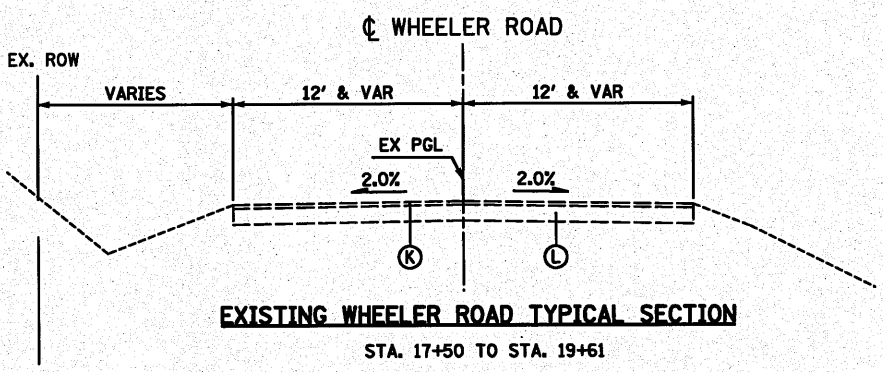 ℄ WHEELER ROAD
EX. ROW
VARIES
12' & VAR
12' & VAR
EX PGL
2.0%
2.0%
K
L
EXISTING WHEELER ROAD TYPICAL SECTION
STA. 17+50 TO STA. 19+61